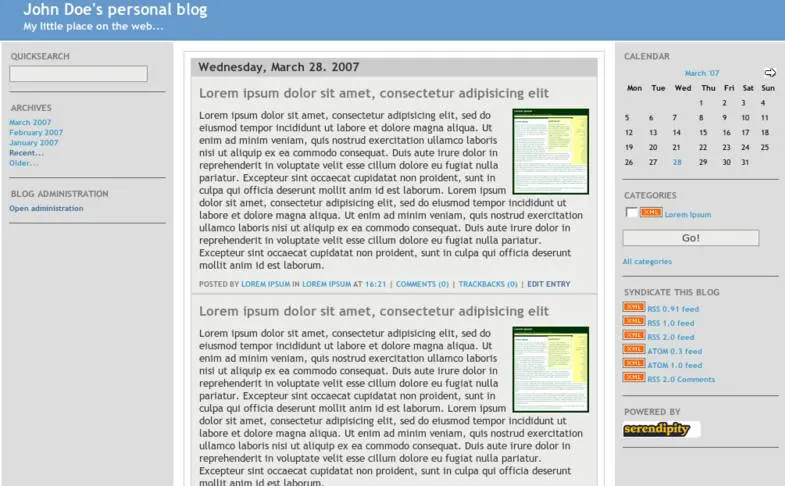 John Doe's personal blog
My little place on the web...
QUICKSEARCH
ARCHIVES
March 2007
February 2007
January 2007
Recent...
Older...
BLOG ADMINISTRATION
Open administration
Wednesday, March 28. 2007
Lorem ipsum dolor sit amet, consectetur adipisicing elit
Lorem ipsum dolor sit amet, consectetur adipisicing elit, sed do
eiusmod tempor incididunt ut labore et dolore magna aliqua. Ut
enim ad minim veniam, quis nostrud exercitation ullamco laboris
nisi ut aliquip ex ea commodo consequat. Duis aute irure dolor in
reprehenderit in voluptate velit esse cillum dolore eu fugiat nulla
pariatur. Excepteur sint occaecat cupidatat non proident, sunt in
culpa qui officia deserunt mollit anim id est laborum. Lorem ipsum
dolor sit amet, consectetur adipisicing elit, sed do eiusmod tempor incididunt ut
labore et dolore magna aliqua. Ut enim ad minim veniam, quis nostrud exercitation
ullamco laboris nisi ut aliquip ex ea commodo consequat. Duis aute irure dolor in
reprehenderit in voluptate velit esse cillum dolore eu fugiat nulla pariatur.
Excepteur sint occaecat cupidatat non proident, sunt in culpa qui officia deserunt
mollit anim id est laborum.
POSTED BY LOREM IPSUM IN LOREM IPSUM AT 16:21 | COMMENTS (0) | TRACKBACKS (0) | EDIT ENTRY
Lorem ipsum dolor sit amet, consectetur adipisicing elit
Lorem ipsum dolor sit amet, consectetur adipisicing elit, sed do
eiusmod tempor incididunt ut labore et dolore magna aliqua. Ut
enim ad minim veniam, quis nostrud exercitation ullamco laboris
nisi ut aliquip ex ea commodo consequat. Duis aute irure dolor in
reprehenderit in voluptate velit esse cillum dolore eu fugiat nulla
pariatur. Excepteur sint occaecat cupidatat non proident, sunt in
culpa qui officia deserunt mollit anim id est laborum. Lorem ipsum
dolor sit amet, consectetur adipisicing elit, sed do eiusmod tempor incididunt ut
labore et dolore magna aliqua. Ut enim ad minim veniam, quis nostrud exercitation
ullamco laboris nisi ut aliquip ex ea commodo consequat. Duis aute irure dolor in
reprehenderit in voluptate velit esse cillum dolore eu fugiat nulla pariatur.
Excepteur sint occaecat cupidatat non proident, sunt in culpa qui officia deserunt
mollit anim id est laborum.
CALENDAR
March '07
Mon Tue Wed Thu Fri Sat Sun
1 2 3 4
5 6 7 8 9 10 11
12 13 14 15 16 17 18
19 20 21 22 23 24 25
26 27 28 29 30 31
CATEGORIES
XML Lorem Ipsum
Go!
All categories
SYNDICATE THIS BLOG
XML RSS 0.91 feed
XML RSS 1.0 feed
XML RSS 2.0 feed
XML ATOM 0.3 feed
XML ATOM 1.0 feed
XML RSS 2.0 Comments
POWERED BY
serendipity